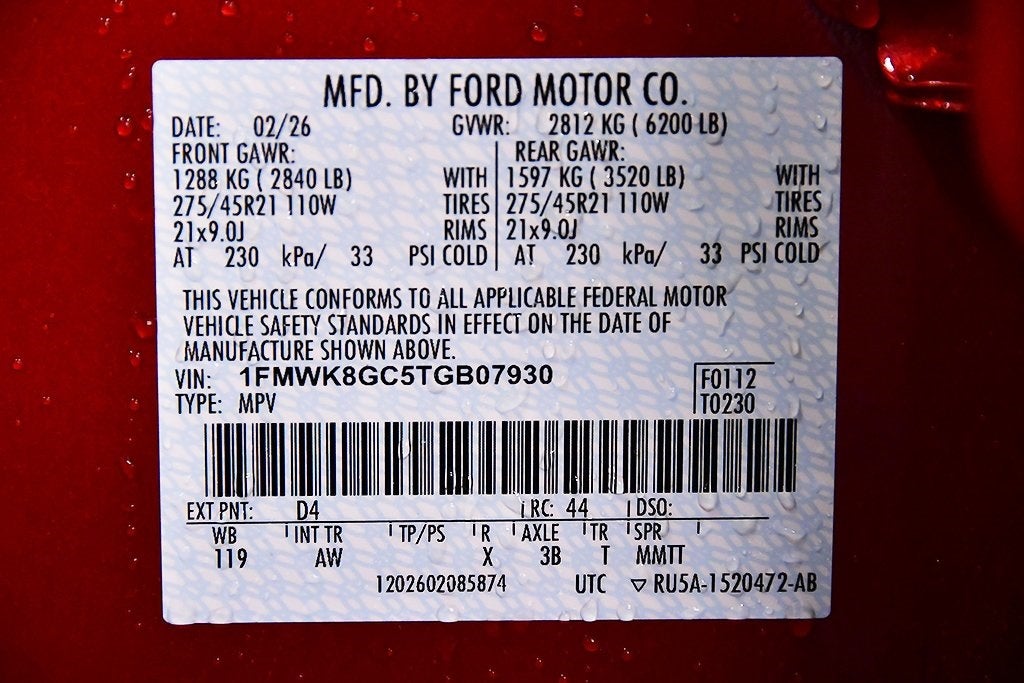 MFD. BY FORD MOTOR CO.
DATE: 02/26 GVWR: 2812 KG ( 6200 LB)
FRONT GAWR: REAR GAWR:
1288 KG ( 2840 LB) WITH 1597 KG ( 3520 LB) WITH
275/45R21 110W TIRES 275/45R21 110W TIRES
21x9.0J RIMS 21x9.0J RIMS
AT 230 kPa/ 33 PSI COLD AT 230 kPa/ 33 PSI COLD
THIS VEHICLE CONFORMS TO ALL APPLICABLE FEDERAL MOTOR
VEHICLE SAFETY STANDARDS IN EFFECT ON THE DATE OF
MANUFACTURE SHOWN ABOVE.
VIN: 1FMWK8GC5TGB07930 F0112
TYPE: MPV T0230
EXT PNT: D4 RC: 44 DSO:
WB INT TR TP/PS R AXLE TR SPR
119 AW X 3B T MMTT
1202602085874 UTC ▽ RU5A-1520472-AB